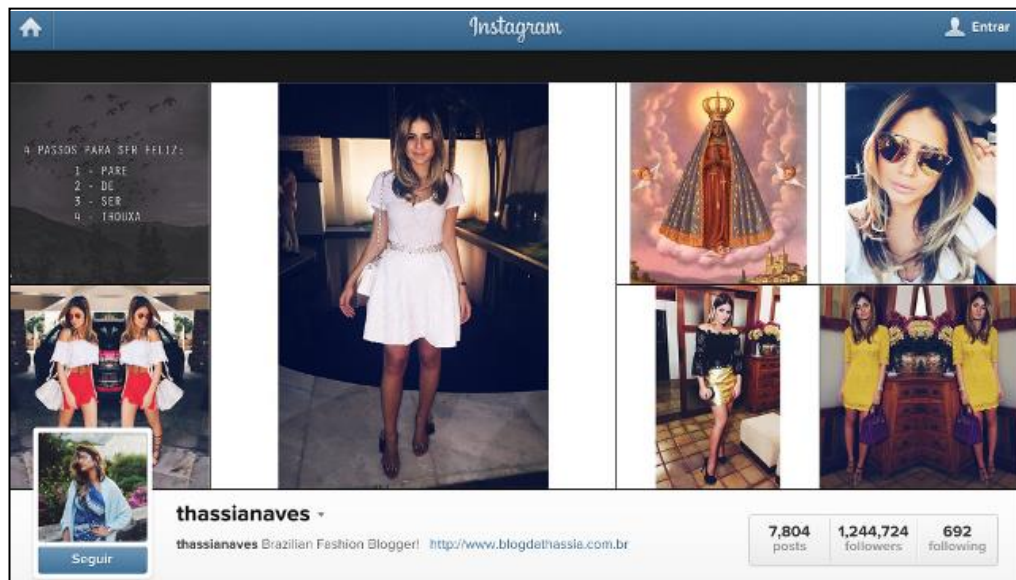 Instagram
Entrar
4 PASSOS PARA SER FELIZ:
1 - PARE
2 - DE
3 - SER
4 - TROUXA
Seguir
thassianaves
thassianaves Brazilian Fashion Blogger! http://www.blogdathassia.com.br
7,804 1,244,724 692
posts followers following